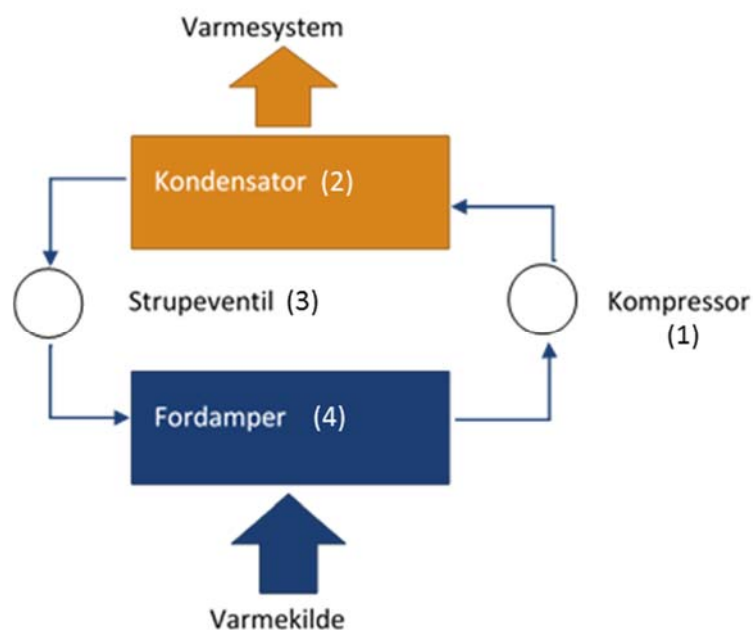 Varmesystem
Kondensator (2)
Strupeventil (3)
Kompressor
(1)
Fordamper (4)
Varmekilde